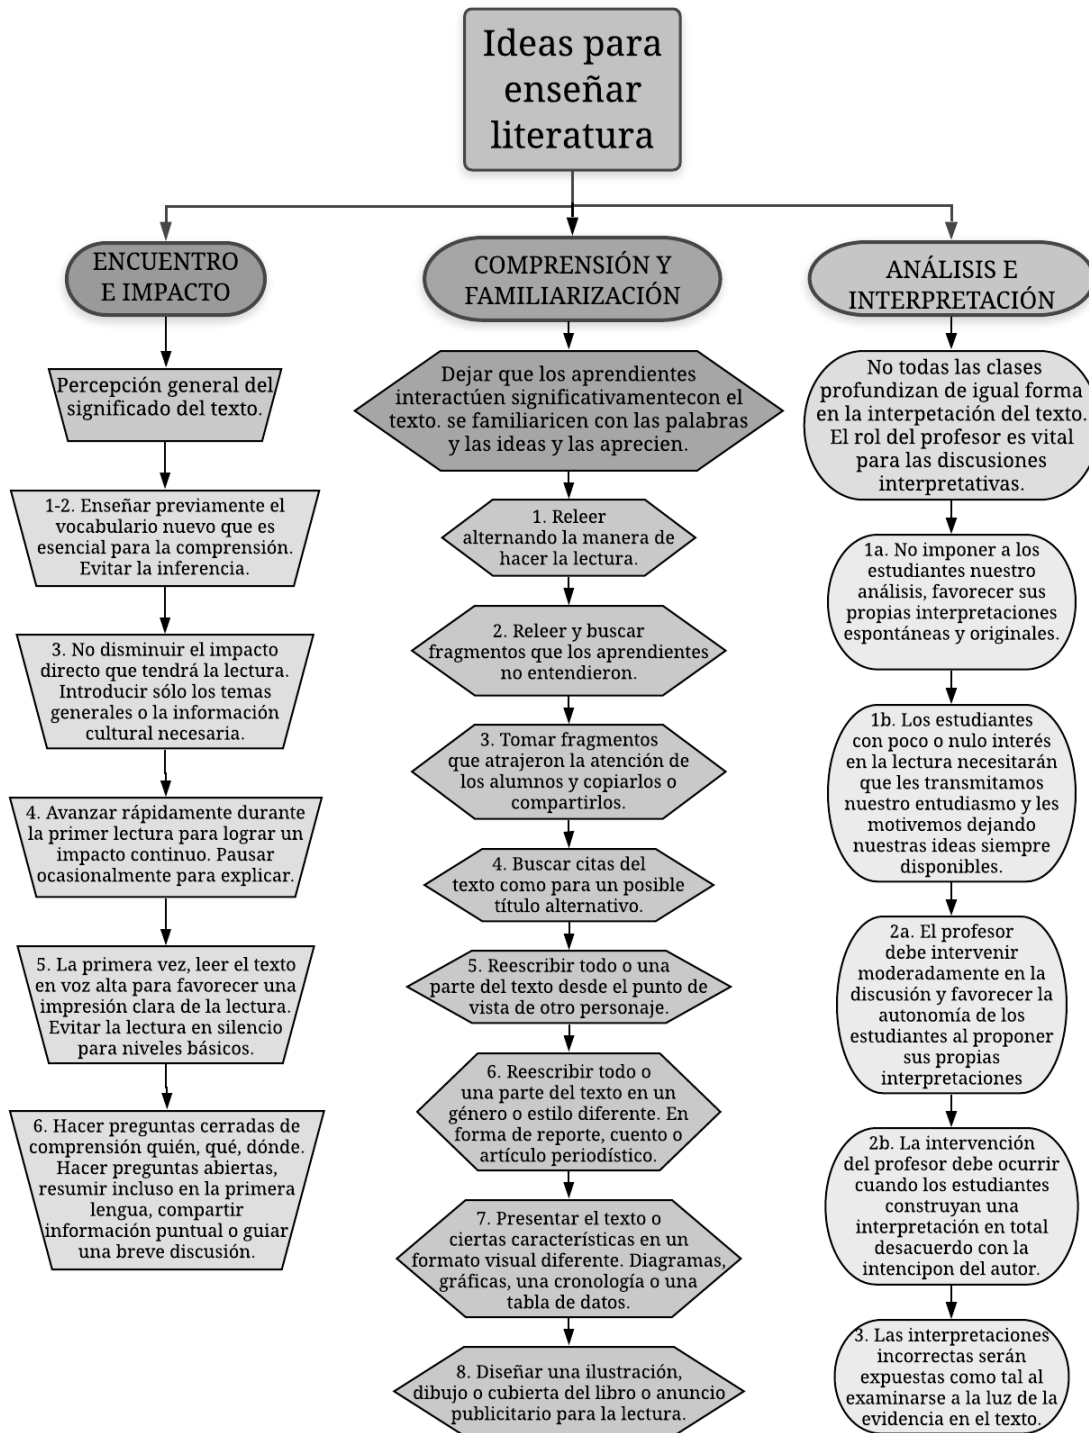 Ideas para
enseñar
literatura
ENCUENTRO
E IMPACTO
Percepción general del
significado del texto.
1-2. Enseñar previamente el
vocabulario nuevo que es
esencial para la comprensión.
Evitar la inferencia.
3. No disminuir el impacto
directo que tendrá la lectura.
Introducir sólo los temas
generales o la información
cultural necesaria.
4. Avanzar rápidamente durante
la primer lectura para lograr un
impacto continuo. Pausar
ocasionalmente para explicar.
5. La primera vez, leer el texto
en voz alta para favorecer una
impresión clara de la lectura.
Evitar la lectura en silencio
para niveles básicos.
6. Hacer preguntas cerradas de
comprensión quién, qué, dónde.
Hacer preguntas abiertas,
resumir incluso en la primera
lengua, compartir
información puntual o guiar
una breve discusión.
COMPRENSIÓN Y
FAMILIARIZACIÓN
Dejar que los aprendientes
interactúen significativamentecon el
texto. se familiaricen con las palabras
y las ideas y las aprecien.
1. Releer
alternando la manera de
hacer la lectura.
2. Releer y buscar
fragmentos que los aprendientes
no entendieron.
3. Tomar fragmentos
que atrajeron la atención de
los alumnos y copiarlos o
compartirlos.
4. Buscar citas del
texto como para un posible
título alternativo.
5. Reescribir todo o una
parte del texto desde el punto de
vista de otro personaje.
6. Reescribir todo o
una parte del texto en un
género o estilo diferente. En
forma de reporte, cuento o
artículo periodístico.
7. Presentar el texto o
ciertas características en un
formato visual diferente. Diagramas,
gráficas, una cronología o una
tabla de datos.
8. Diseñar una ilustración,
dibujo o cubierta del libro o anuncio
publicitario para la lectura.
ANÁLISIS E
INTERPRETACIÓN
No todas las clases
profundizan de igual forma
en la interpetación del texto.
El rol del profesor es vital
para las discusiones
interpretativas.
1a. No imponer a los
estudiantes nuestro
análisis, favorecer sus
propias interpretaciones
espontáneas y originales.
1b. Los estudiantes
con poco o nulo interés
en la lectura necesitarán
que les transmitamos
nuestro entudiasmo y les
motivemos dejando
nuestras ideas siempre
disponibles.
2a. El profesor
debe intervenir
moderadamente en la
discusión y favorecer la
autonomía de los
estudiantes al proponer
sus propias
interpretaciones
2b. La intervención
del profesor debe ocurrir
cuando los estudiantes
construyan una
interpretación en total
desacuerdo con la
intencipon del autor.
3. Las interpretaciones
incorrectas serán
expuestas como tal al
examinarse a la luz de la
evidencia en el texto.